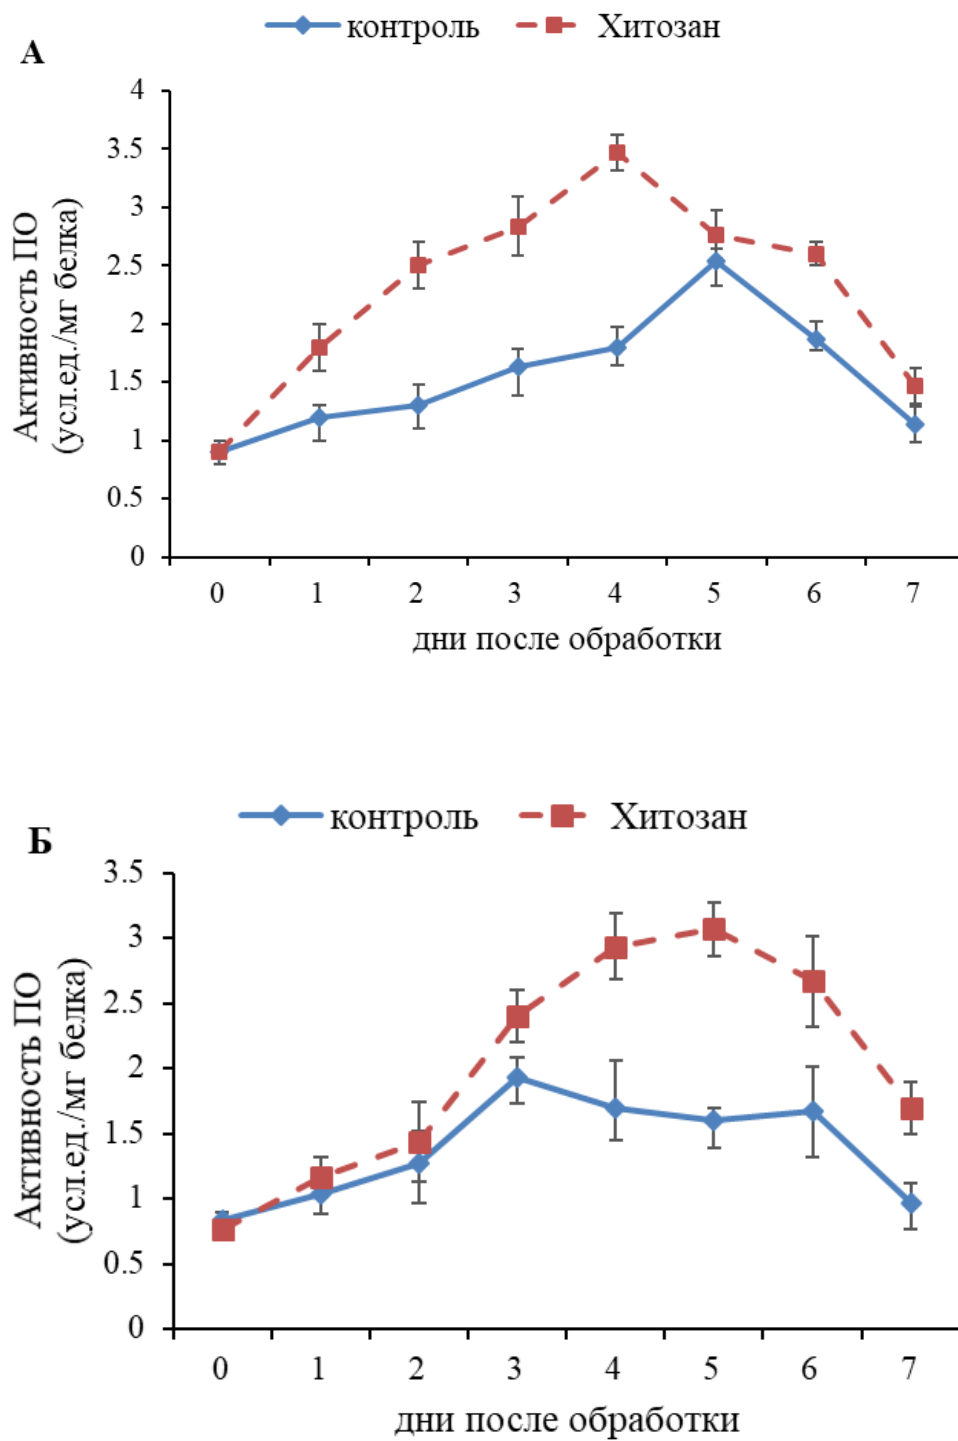 контроль Хитозан
А
4
3.5
3
2.5
2
1.5
1
0.5
0
Активность ПО
(усл.ед./мг белка)
0 1 2 3 4 5 6 7
дни после обработки
контроль Хитозан
Б
3.5
3
2.5
2
1.5
1
0.5
0
Активность ПО
(усл.ед./мг белка)
0 1 2 3 4 5 6 7
дни после обработки